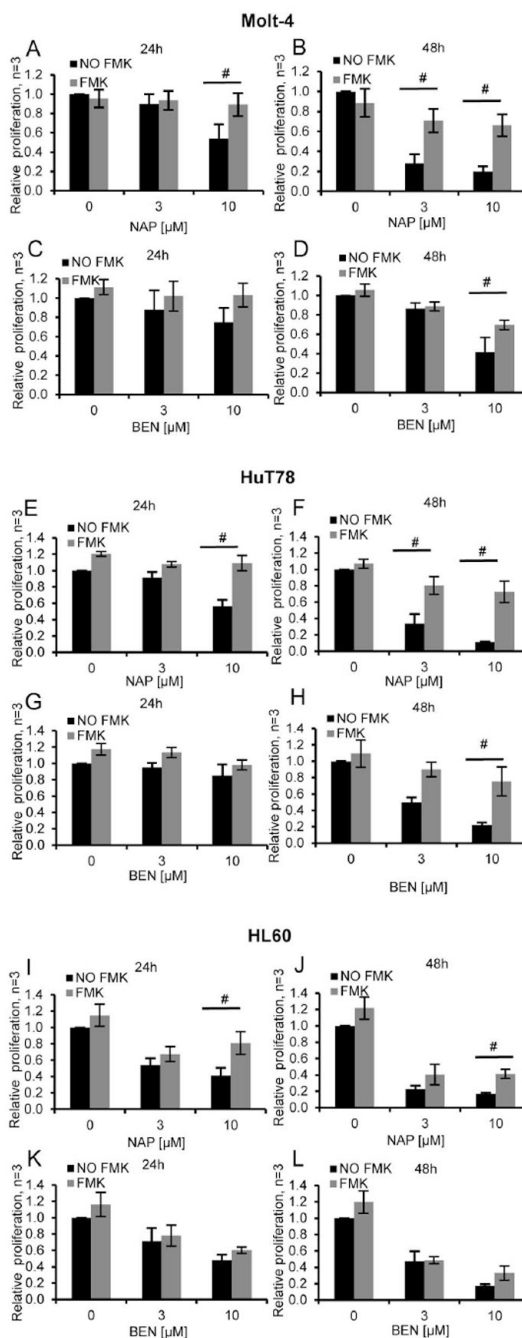 Molt-4
A 24h
Relative proliferation, n=3
NO FMK
FMK
#
1.2
1.0
0.8
0.6
0.4
0.2
0.0
0 3 10
NAP [µM]
B 48h
Relative proliferation, n=3
NO FMK
FMK
# #
1.2
1.0
0.8
0.6
0.4
0.2
0.0
0 3 10
NAP [µM]
C 24h
Relative proliferation, n=3
NO FMK
FMK
1.4
1.2
1.0
0.8
0.6
0.4
0.2
0.0
0 3 10
BEN [µM]
D 48h
Relative proliferation, n=3
NO FMK
FMK
#
1.4
1.2
1.0
0.8
0.6
0.4
0.2
0.0
0 3 10
BEN [µM]
HuT78
E 24h
Relative proliferation, n=3
NO FMK
FMK
#
1.4
1.2
1.0
0.8
0.6
0.4
0.2
0.0
0 3 10
NAP [µM]
F 48h
Relative proliferation, n=3
NO FMK
FMK
# #
1.4
1.2
1.0
0.8
0.6
0.4
0.2
0.0
0 3 10
NAP [µM]
G 24h
Relative proliferation, n=3
NO FMK
FMK
1.4
1.2
1.0
0.8
0.6
0.4
0.2
0.0
0 3 10
BEN [µM]
H 48h
Relative proliferation, n=3
NO FMK
FMK
#
1.4
1.2
1.0
0.8
0.6
0.4
0.2
0.0
0 3 10
BEN [µM]
HL60
I 24h
Relative proliferation, n=3
NO FMK
FMK
#
1.4
1.2
1.0
0.8
0.6
0.4
0.2
0.0
0 3 10
NAP [µM]
J 48h
Relative proliferation, n=3
NO FMK
FMK
#
1.4
1.2
1.0
0.8
0.6
0.4
0.2
0.0
0 3 10
NAP [µM]
K 24h
Relative proliferation, n=3
NO FMK
FMK
1.4
1.2
1.0
0.8
0.6
0.4
0.2
0.0
0 3 10
BEN [µM]
L 48h
Relative proliferation, n=3
NO FMK
FMK
1.4
1.2
1.0
0.8
0.6
0.4
0.2
0.0
0 3 10
BEN [µM]